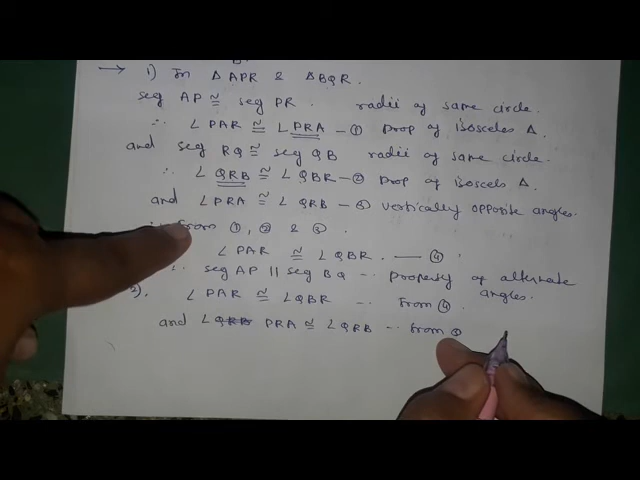 → 1) In △APR & △BQR.
seg AP ≅ seg PR. radii of same circle.
∴ ∠PAR ≅ ∠PRA – ① Prop of isosceles △.
and seg RQ ≅ seg QB radii of same circle.
∴ ∠QRB ≅ ∠QBR – ② Prop of isoscels △.
and ∠PRA ≅ ∠QRB – ③ vertically opposite angles.
∴ from ①, ② & ③.
∠PAR ≅ ∠QBR. — ④
∴ seg AP || seg BQ -- property of alternate angles.
2). ∠PAR ≅ ∠QBR -- from ④.
and ∠ PRA ≅ ∠QRB -- from ③